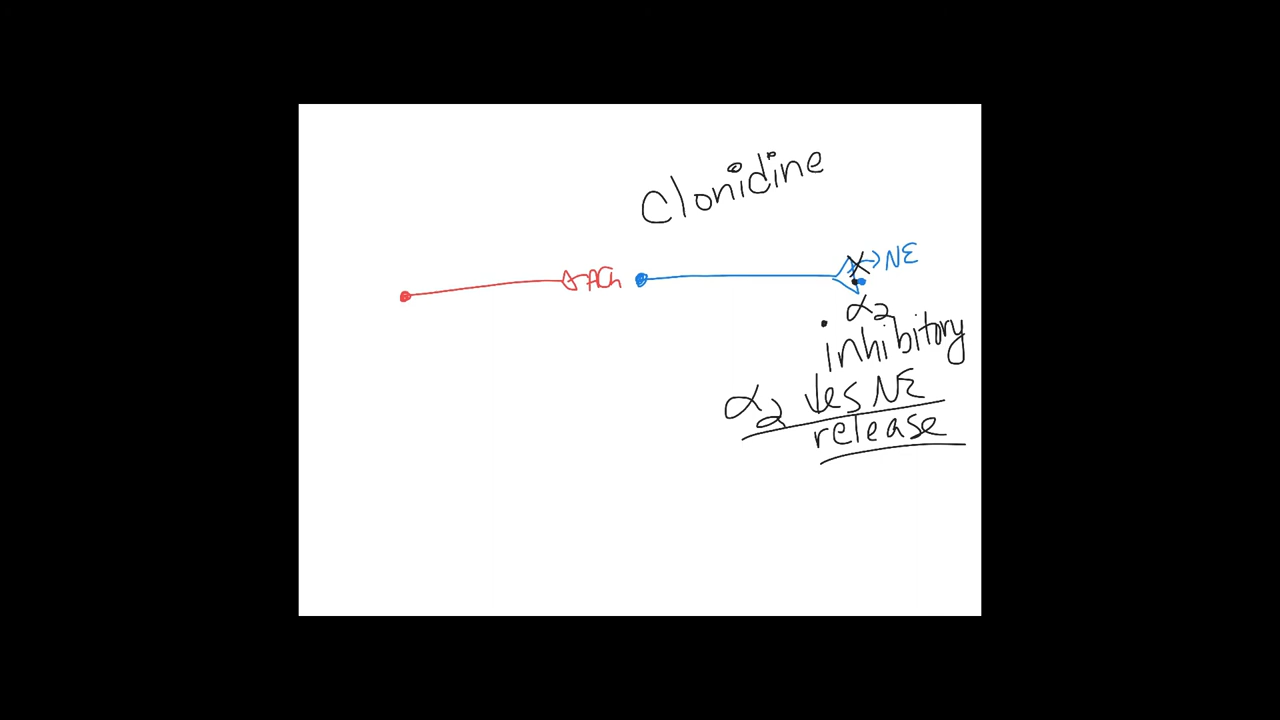 Clonidine
ACh
NE
α2
• inhibitory
α2 ↓es NE
release